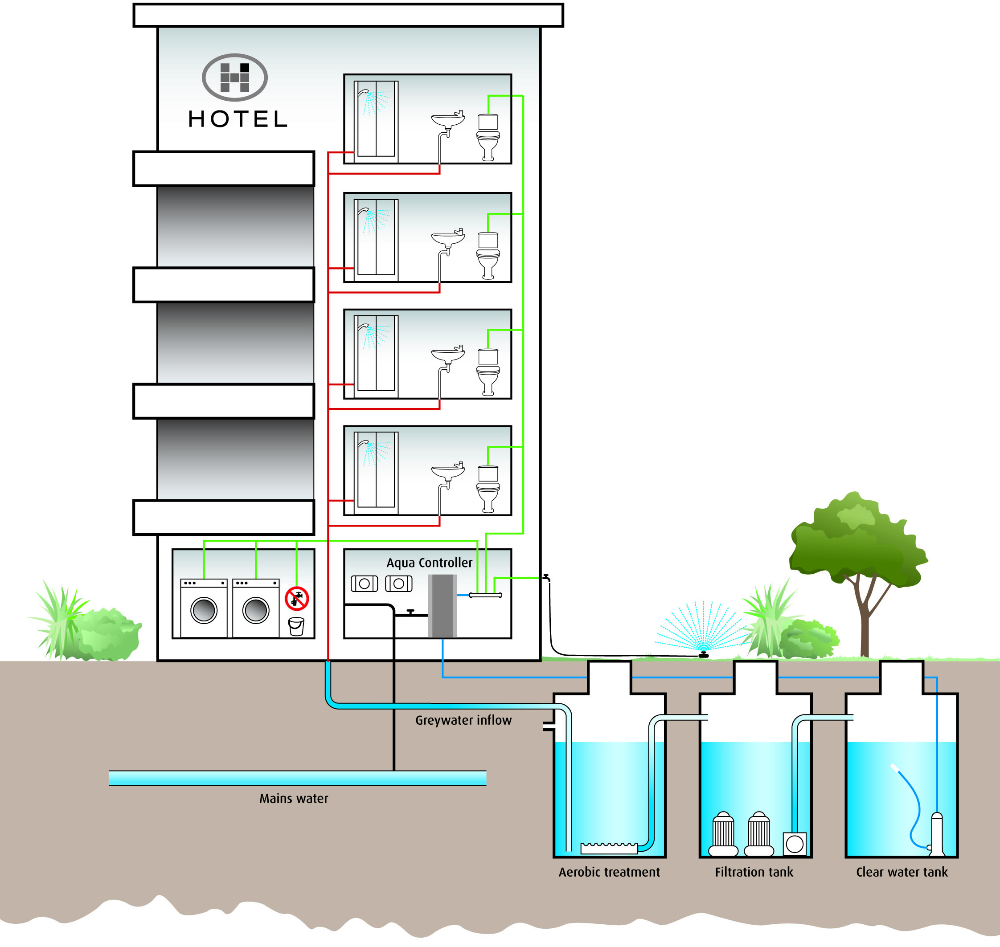 HOTEL
Aqua Controller
Greywater inflow
Mains water
Aerobic treatment
Filtration tank
Clear water tank